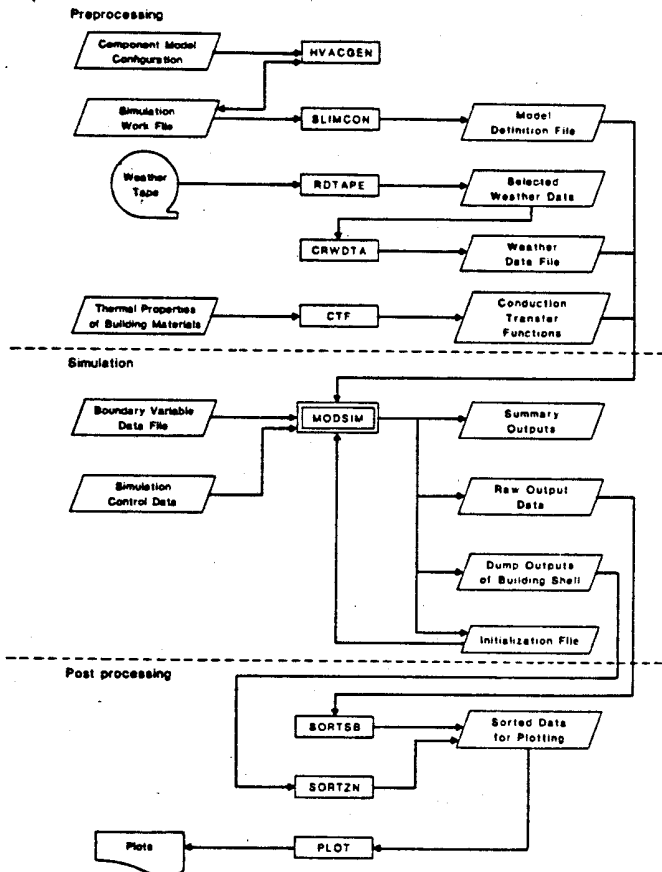 Preprocessing
Component Model
Configuration
HVACGEN
Simulation
Work File
SLIMCON
Model
Definition File
Weather
Tape
RDTAPE
Selected
Weather Data
CRWDTA
Weather
Data File
Thermal Properties
of Building Materials
CTF
Conduction
Transfer
Functions
Simulation
Boundary Variable
Data File
MODSIM
Summary
Outputs
Simulation
Control Data
Raw Output
Data
Dump Outputs
of Building Shell
Initialization File
Post processing
SORTSB
Sorted Data
for Plotting
SORTZN
Plots
PLOT